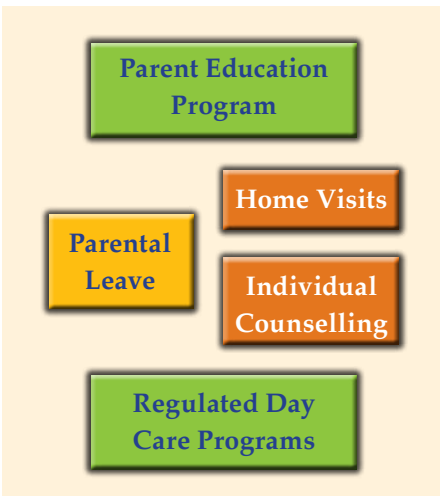 Parent Education
Program
Home Visits
Parental
Leave
Individual
Counselling
Regulated Day
Care Programs